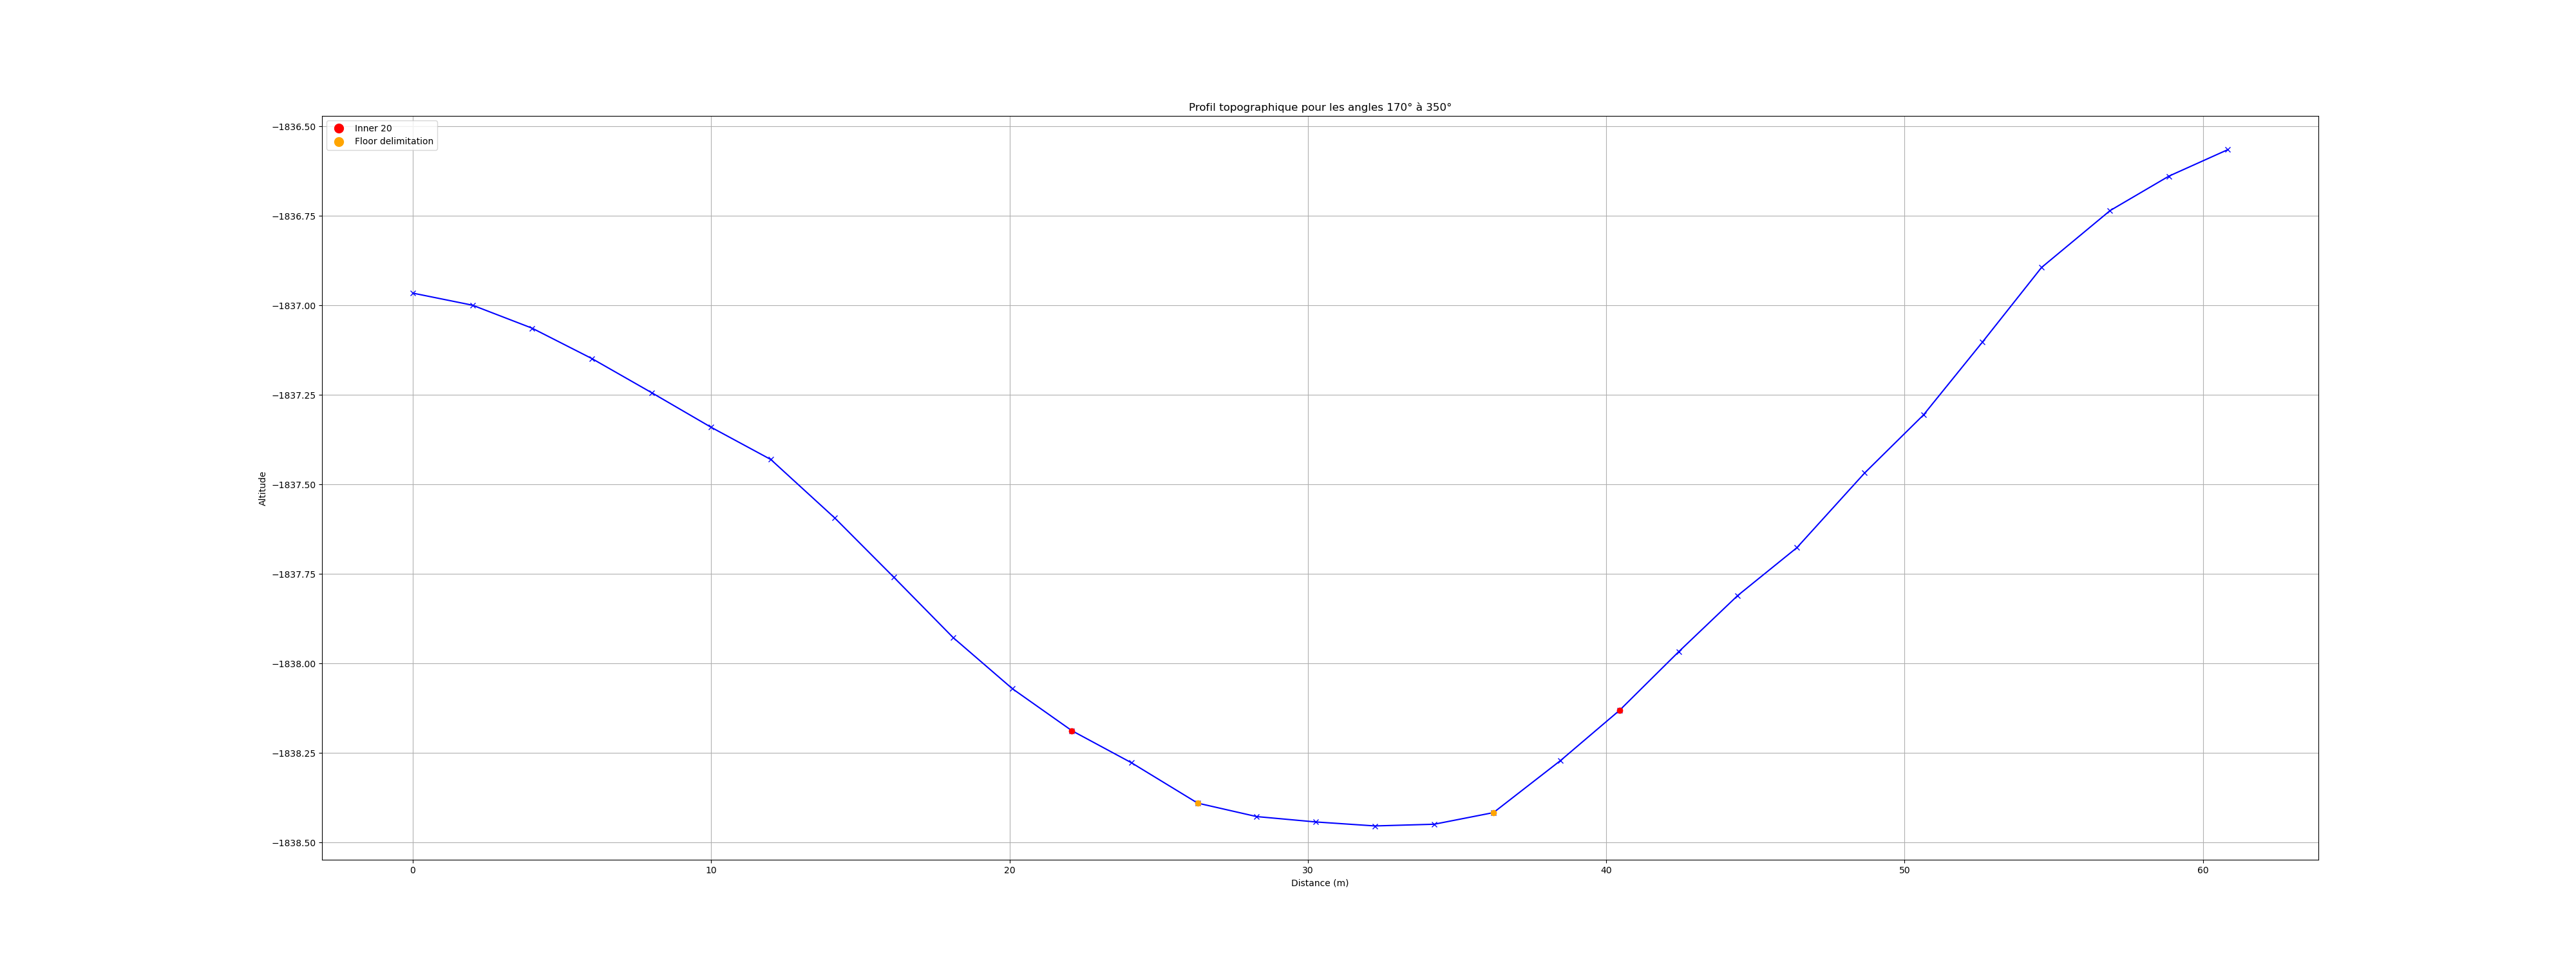 Profil topographique pour les angles 170° à 350°
Inner 20
Floor delimitation
−1836.50
−1836.75
−1837.00
−1837.25
−1837.50
−1837.75
−1838.00
−1838.25
−1838.50
Altitude
0 10 20 30 40 50 60
Distance (m)